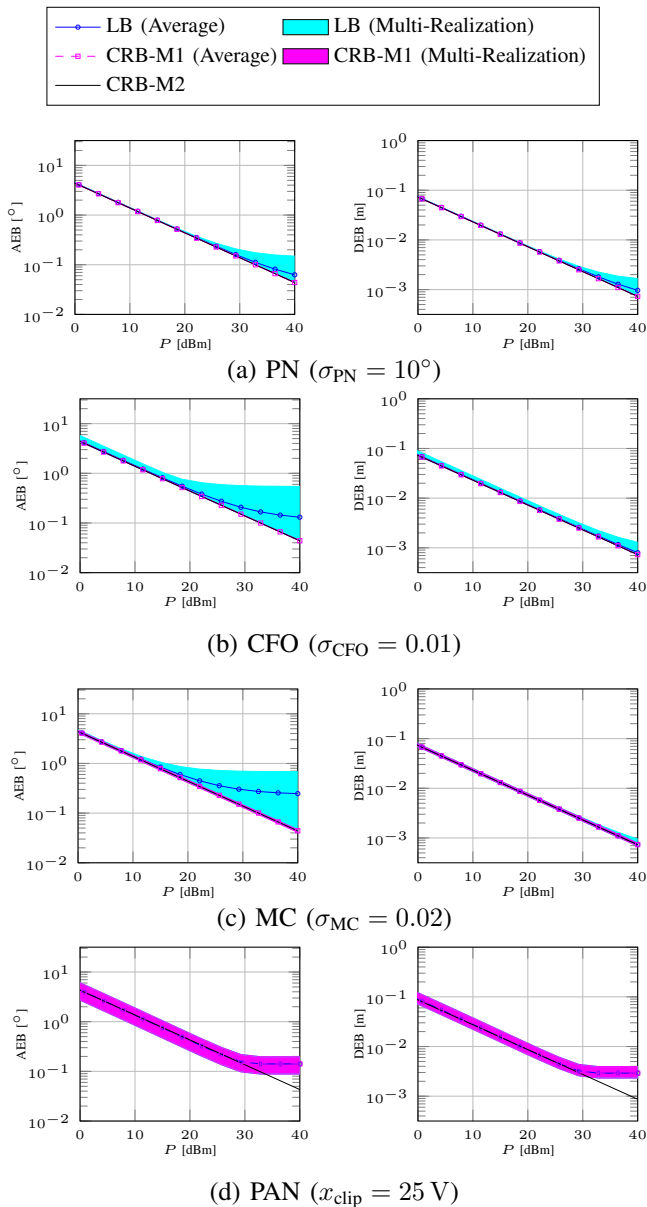 LB (Average) LB (Multi-Realization)
CRB-M1 (Average) CRB-M1 (Multi-Realization)
CRB-M2
10^1
10^0
10^{-1}
10^{-2}
AEB [°]
0 10 20 30 40
P [dBm]
10^0
10^{-1}
10^{-2}
10^{-3}
DEB [m]
0 10 20 30 40
P [dBm]
(a) PN (σ_PN = 10°)
10^1
10^0
10^{-1}
10^{-2}
AEB [°]
0 10 20 30 40
P [dBm]
10^0
10^{-1}
10^{-2}
10^{-3}
DEB [m]
0 10 20 30 40
P [dBm]
(b) CFO (σ_CFO = 0.01)
10^1
10^0
10^{-1}
10^{-2}
AEB [°]
0 10 20 30 40
P [dBm]
10^0
10^{-1}
10^{-2}
10^{-3}
DEB [m]
0 10 20 30 40
P [dBm]
(c) MC (σ_MC = 0.02)
10^1
10^0
10^{-1}
10^{-2}
AEB [°]
0 10 20 30 40
P [dBm]
10^0
10^{-1}
10^{-2}
10^{-3}
DEB [m]
0 10 20 30 40
P [dBm]
(d) PAN (x_clip = 25 V)